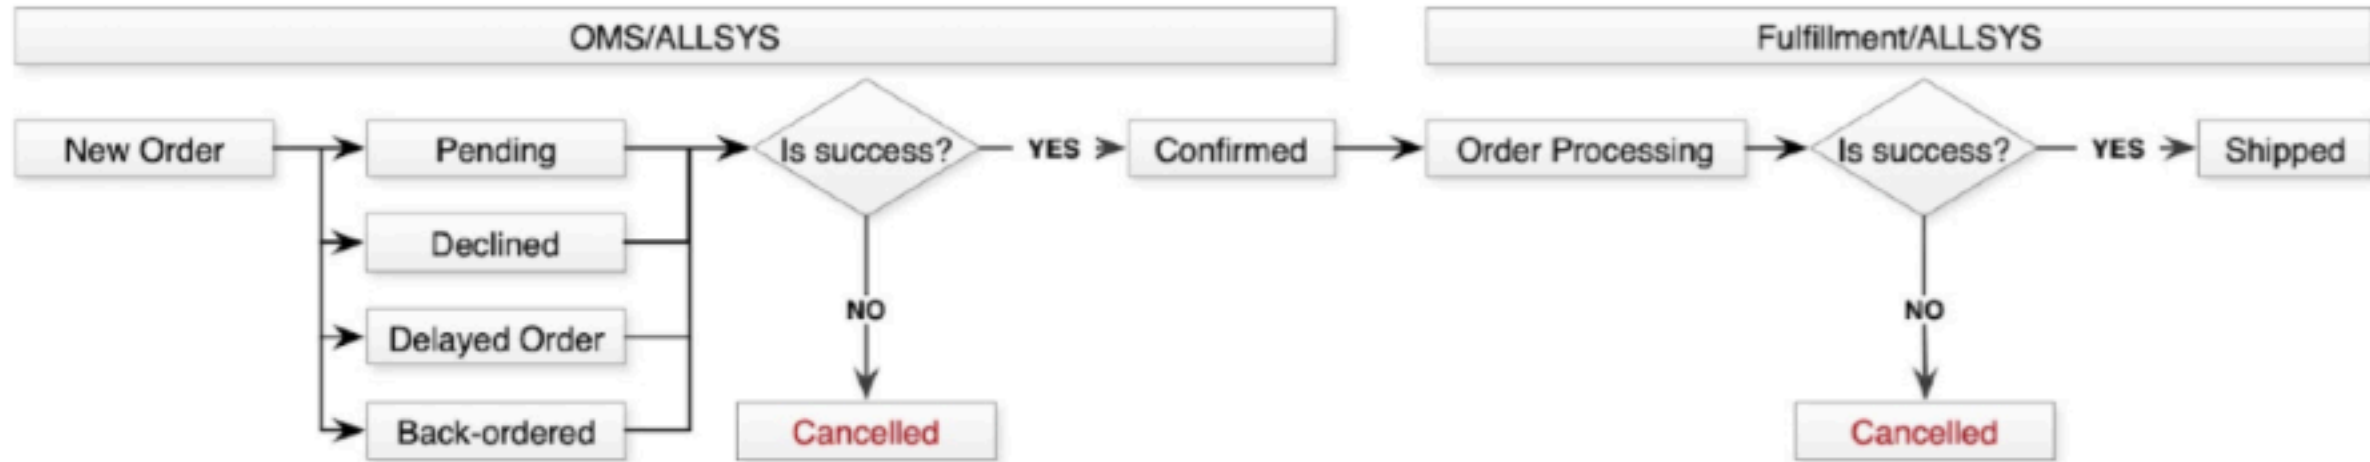 OMS/ALLSYS
Fulfillment/ALLSYS
New Order
Pending
Is success?
YES
Confirmed
Order Processing
Is success?
YES
Shipped
Declined
NO
NO
Delayed Order
Back-ordered
Cancelled
Cancelled